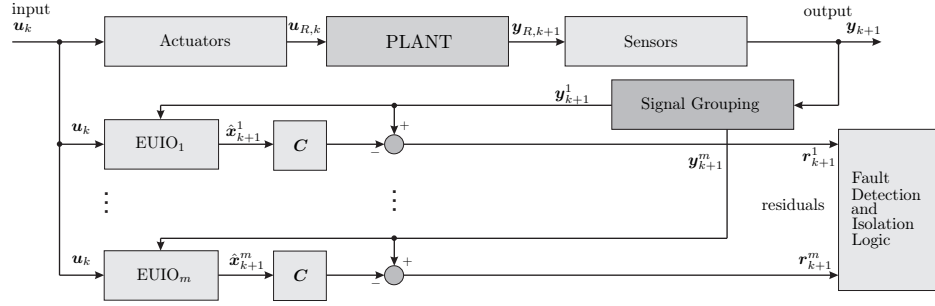 input
output
u_k
Actuators
u_{R,k}
PLANT
y_{R,k+1}
Sensors
y_{k+1}
y^1_{k+1}
Signal Grouping
u_k
EUIO_1
x̂^1_{k+1}
C
+
−
y^m_{k+1}
r^1_{k+1}
⋮
⋮
residuals
Fault
Detection
and
Isolation
Logic
u_k
EUIO_m
x̂^m_{k+1}
C
+
−
r^m_{k+1}